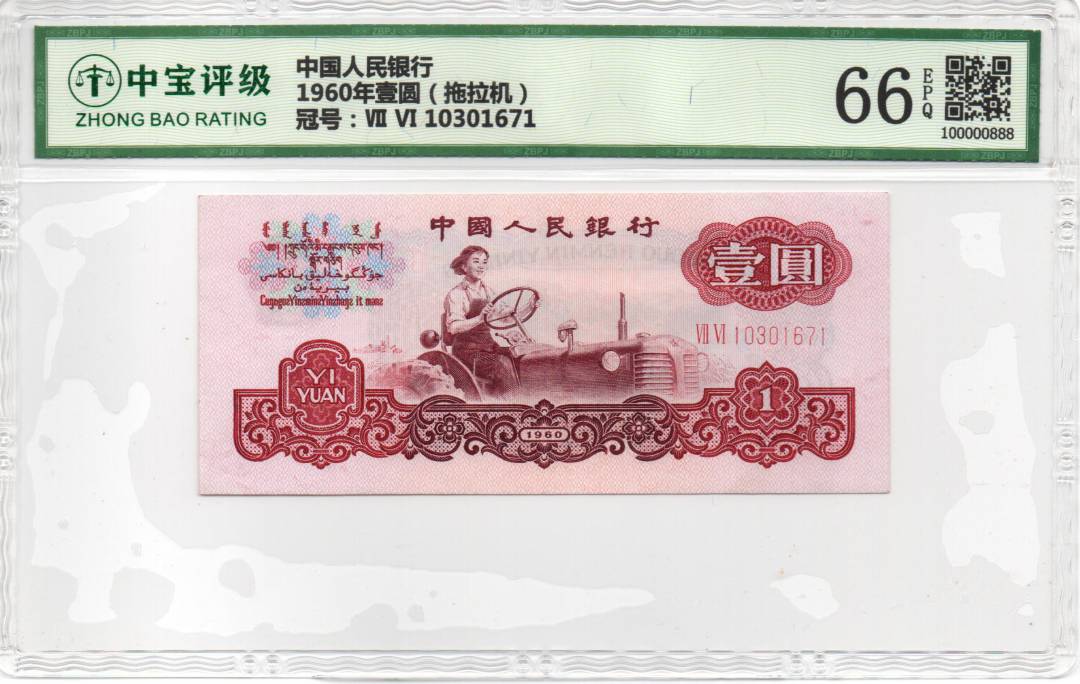 中宝评级
ZHONG BAO RATING
中国人民银行
1960年壹圆（拖拉机）
冠号：Ⅶ Ⅵ 10301671
66
EPQ
100000888
中國人民銀行
壹圓
Ⅶ Ⅵ 10301671
YI
YUAN
1960
1